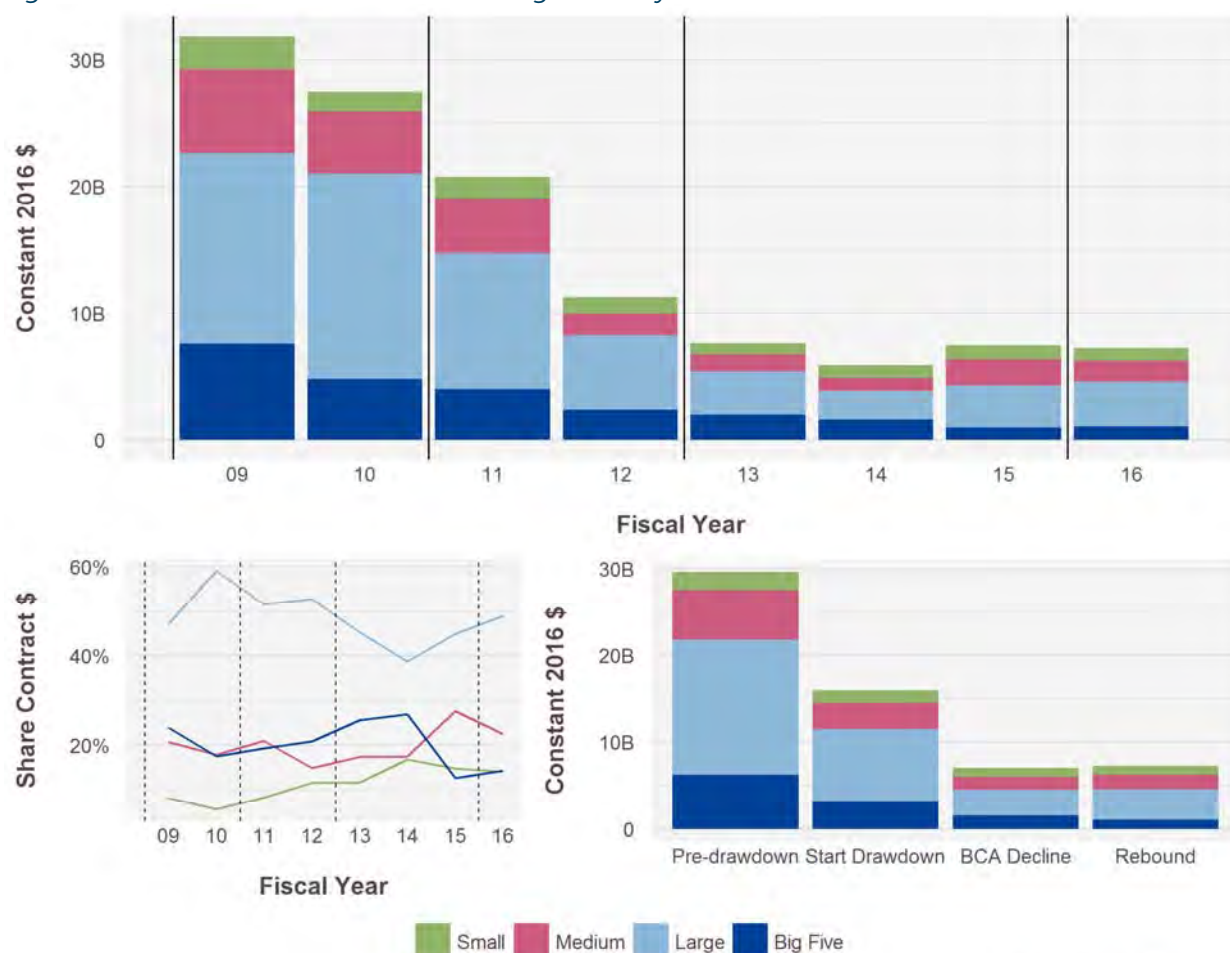 30B
20B
10B
0
Constant 2016 $
09 10 11 12 13 14 15 16
Fiscal Year
60%
40%
20%
Share Contract $
09 10 11 12 13 14 15 16
Fiscal Year
30B
20B
10B
0
Constant 2016 $
Pre-drawdown Start Drawdown BCA Decline Rebound
Small Medium Large Big Five